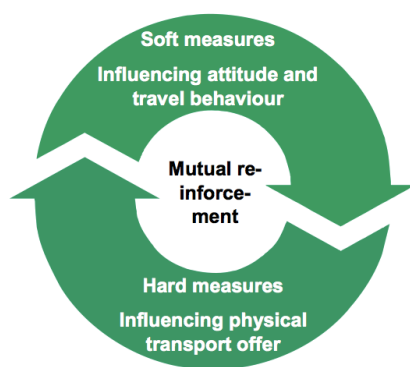 Soft measures
Influencing attitude and
travel behaviour
Mutual re-
inforce-
ment
Hard measures
Influencing physical
transport offer